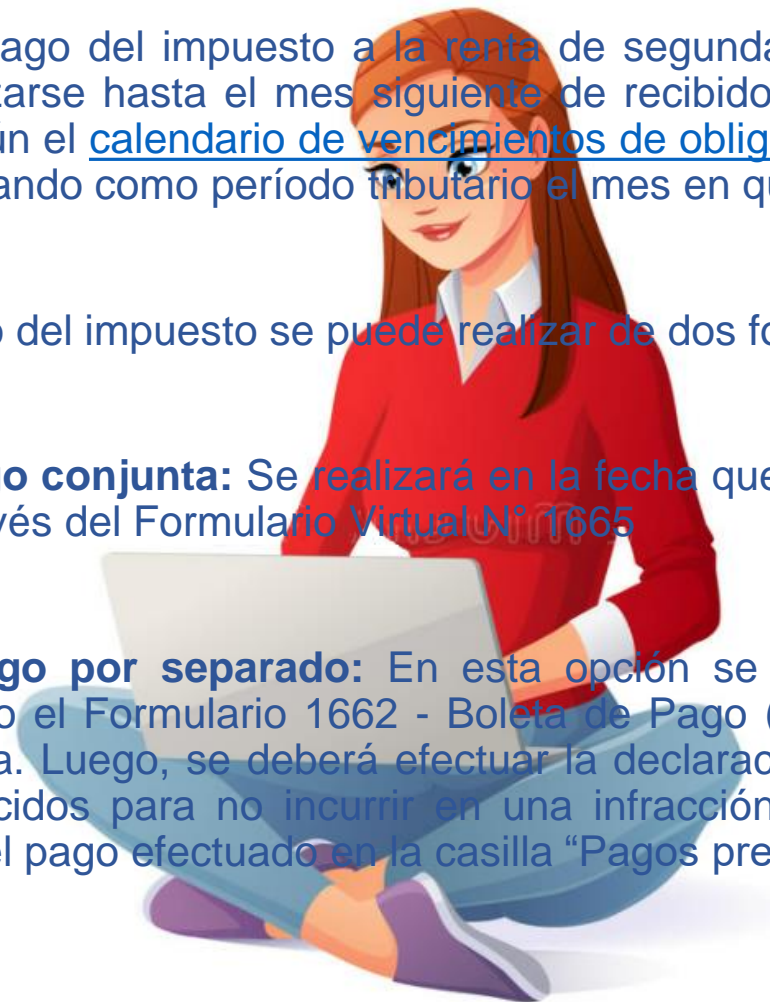 ago del impuesto a la renta de segunda
tarse hasta el mes siguiente de recibido
ún el calendario de vencimientos de oblig
ando como período tributario el mes en qu
o del impuesto se puede realizar de dos fo
go conjunta: Se realizará en la fecha que
vés del Formulario Virtual N° 1665
go por separado: En esta opción se
o el Formulario 1662 - Boleta de Pago (
a. Luego, se deberá efectuar la declarac
cidos para no incurrir en una infracción
el pago efectuado en la casilla “Pagos pre